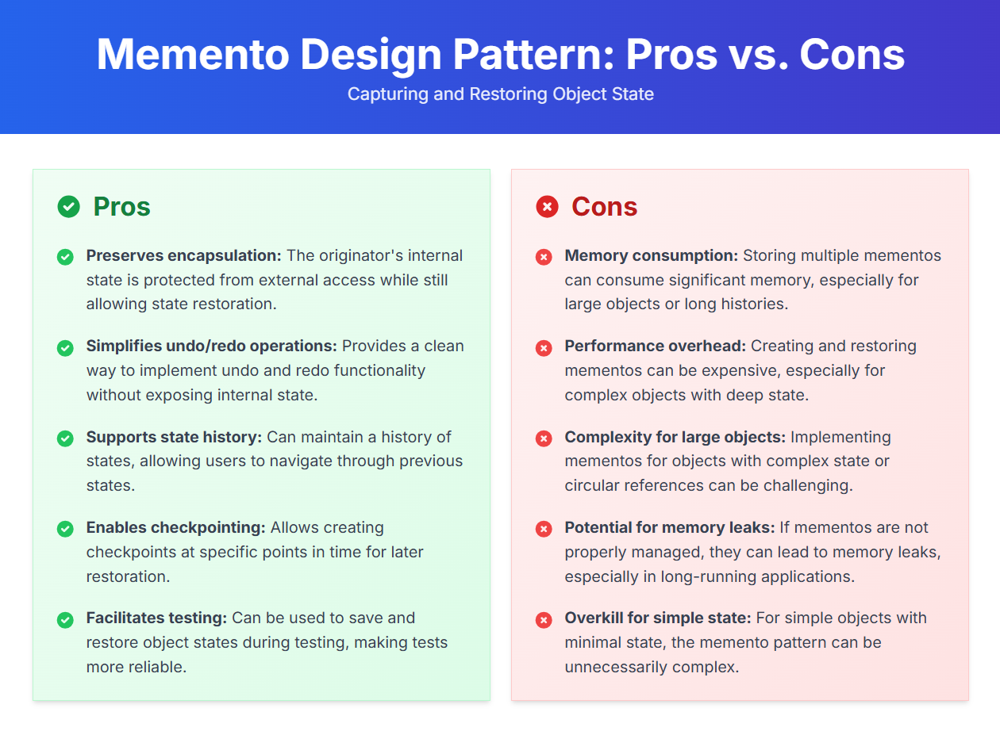 Memento Design Pattern: Pros vs. Cons
Capturing and Restoring Object State
Pros
Preserves encapsulation: The originator's internal
state is protected from external access while still
allowing state restoration.
Simplifies undo/redo operations: Provides a clean
way to implement undo and redo functionality
without exposing internal state.
Supports state history: Can maintain a history of
states, allowing users to navigate through previous
states.
Enables checkpointing: Allows creating
checkpoints at specific points in time for later
restoration.
Facilitates testing: Can be used to save and
restore object states during testing, making tests
more reliable.
Cons
Memory consumption: Storing multiple mementos
can consume significant memory, especially for
large objects or long histories.
Performance overhead: Creating and restoring
mementos can be expensive, especially for
complex objects with deep state.
Complexity for large objects: Implementing
mementos for objects with complex state or
circular references can be challenging.
Potential for memory leaks: If mementos are not
properly managed, they can lead to memory leaks,
especially in long-running applications.
Overkill for simple state: For simple objects with
minimal state, the memento pattern can be
unnecessarily complex.